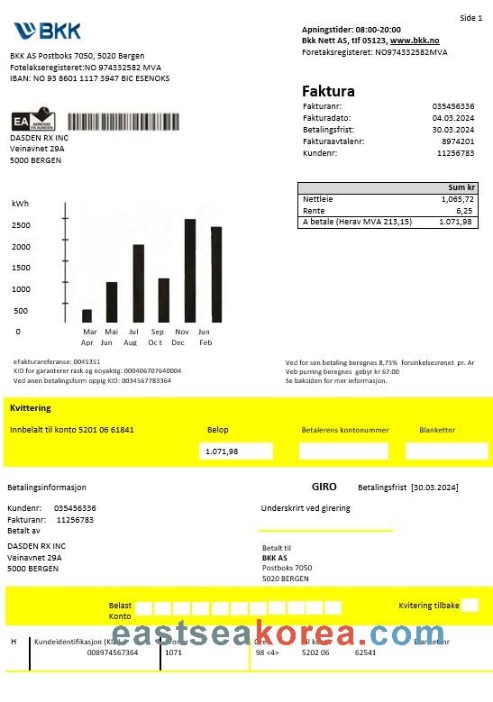 Side 1
BKK
Apningstider: 08:00-20:00
Bkk Nett AS, tlf 05123, www.bkk.no
Foretaksregisteret: NO974332582MVA
BKK AS Postboks 7050, 5020 Bergen
Fotelakseregisteret:NO 974332582 MVA
IBAN: NO 93 8601 1117 3947 BIC ESENOKS
Faktura
Fakturanr: 035456336
Fakturadato: 04.03.2024
Betalingsfrist: 30.03.2024
Fakturaavtalenr: 8974201
Kundenr: 11256783
EA
DASDEN RX INC
Veinavnet 29A
5000 BERGEN
Sum kr
Nettleie 1,065,72
Rente 6,25
A betale (Herav MVA 213,15) 1.071,98
kWh
2500
2000
1500
1000
500
0
Mar Mai Jul Sep Nov Jun
Apr Jun Aug Oct Dec Feb
eFakturareferanse: 0045351
KID for garanterer rask og noyaktig: 000406707640004
Ved anen betalingsform oppig KID: 0034567783364
Ved for sen betaling beregnes 8,75% forsinkelsesrenet pr. Ar
Veb purring beregnes gebyr kr 67.00
Se baksiden for mer informasjon.
Kvittering
Innbelalt til konto 5201 06 61841 Belop Betalerens kontonummer Blankettnr
1.071,98
Betalingsinformasjon GIRO Betalingsfrist [30.03.2024]
Kundenr: 035456336
Fakturanr: 11256783
Betalt av
Underskrirt ved girering
DASDEN RX INC
Veinavnet 29A
5000 BERGEN
Betalt til
BKK AS
Postboks 7050
5020 BERGEN
Belast
Konto
Kvitering tilbake
eastseakorea.com
H Kundeidentifikasjon
008974567364 1071 98 <4> 5202 06 62541